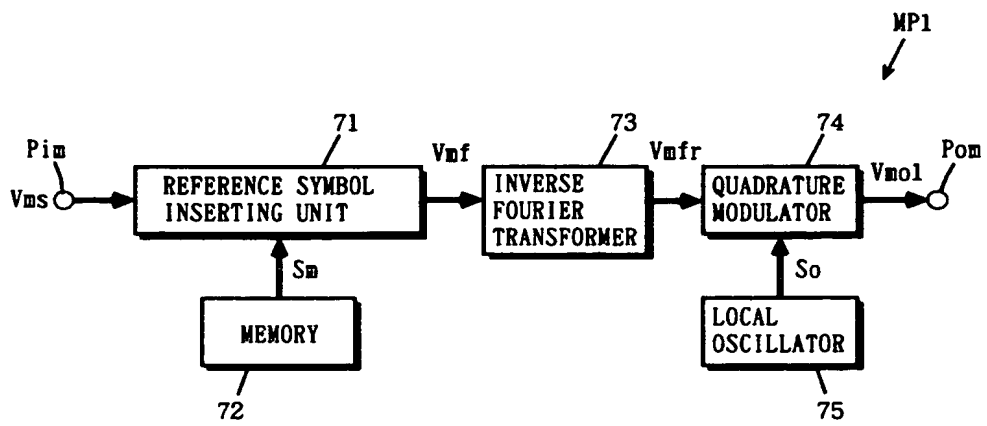 MP1
71
73
74
Pim
Vms
REFERENCE SYMBOL
INSERTING UNIT
Vmf
INVERSE
FOURIER
TRANSFORMER
Vmfr
QUADRATURE
MODULATOR
Vmol
Pom
Sm
So
MEMORY
LOCAL
OSCILLATOR
72
75